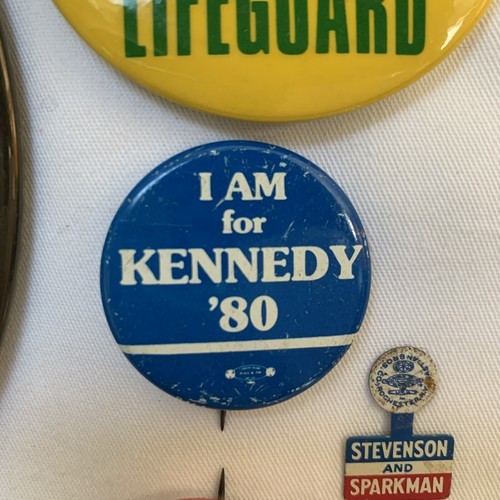 LIFEGUARD
I AM
for
KENNEDY
'80
STEVENSON
AND
SPARKMAN